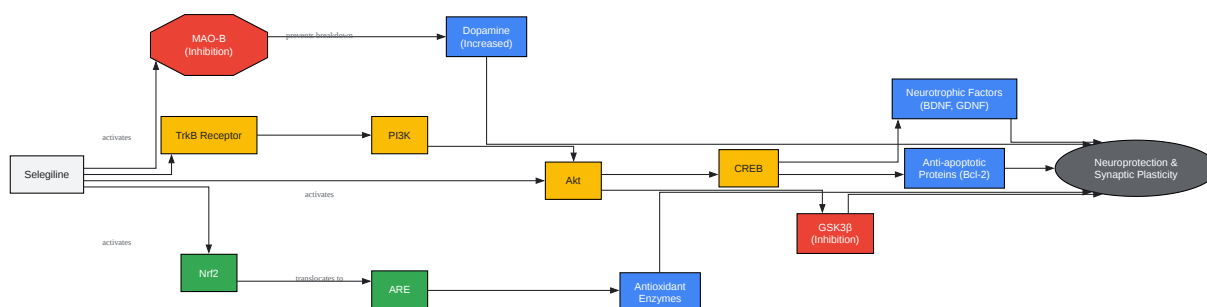 MAO-B
(Inhibition)
prevents breakdown
Dopamine
(Increased)
Neurotrophic Factors
(BDNF, GDNF)
activates
TrkB Receptor
PI3K
Selegiline
Akt
CREB
Anti-apoptotic
Proteins (Bcl-2)
Neuroprotection &
Synaptic Plasticity
activates
GSK3β
(Inhibition)
activates
Nrf2
translocates to
ARE
Antioxidant
Enzymes